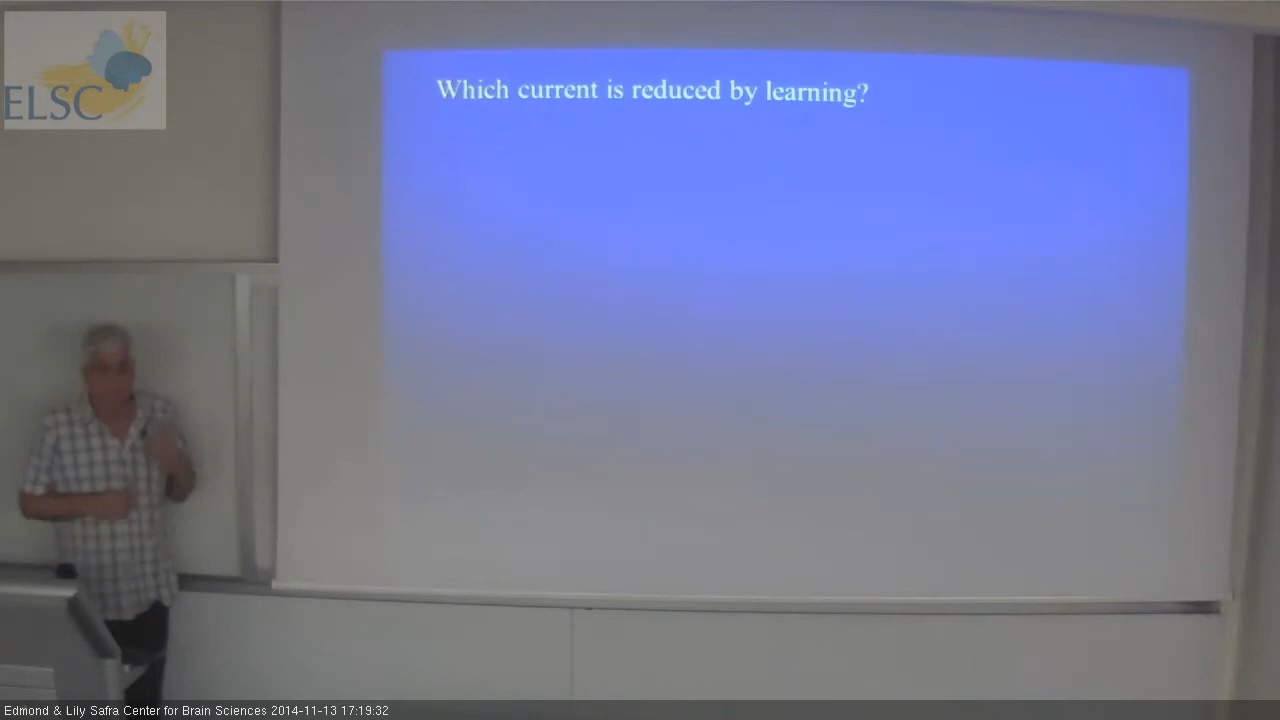 ELSC
Which current is reduced by learning?
Edmond & Lily Safra Center for Brain Sciences 2014-11-13 17:19:32